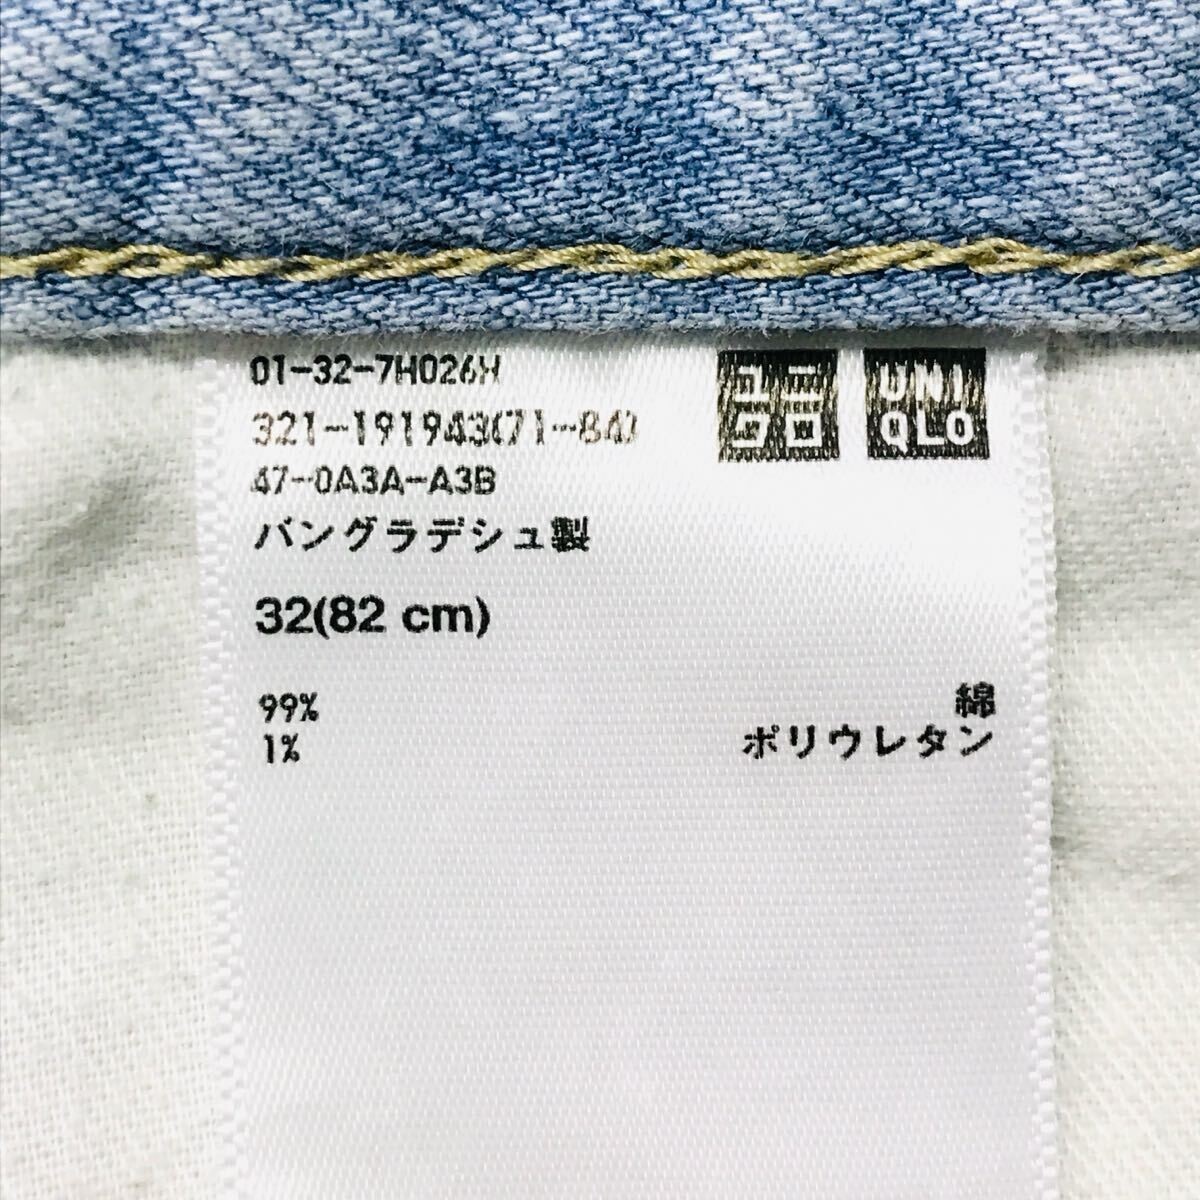 01-32-7H026H
321-191943(71-84)
47-0A3A-A3B
バングラデシュ製
ユニ
クロ
UNI
QLO
32(82 cm)
99% 綿
1% ポリウレタン